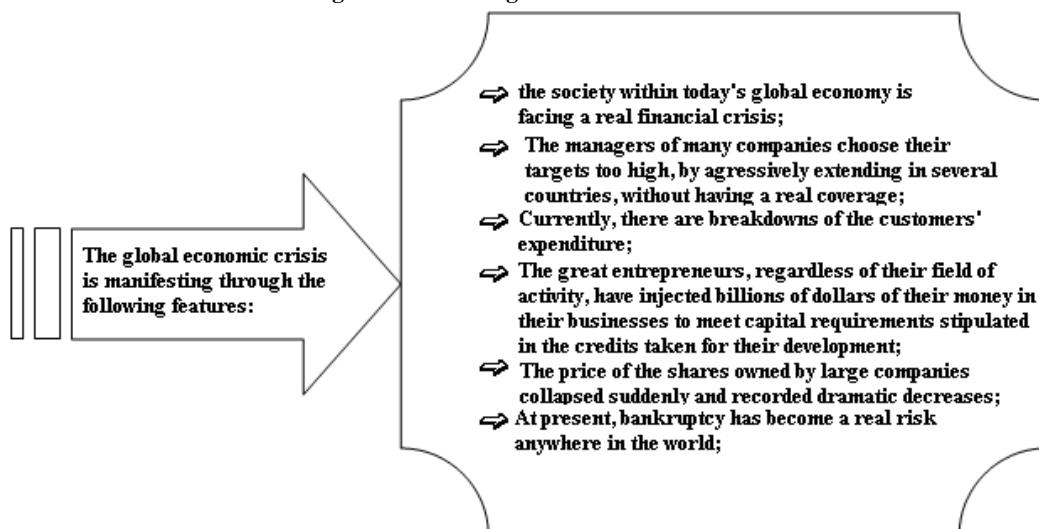 The global economic crisis
is manifesting through the
following features:
the society within today's global economy is
facing a real financial crisis;
The managers of many companies choose their
targets too high, by agressively extending in several
countries, without having a real coverage;
Currently, there are breakdowns of the customers'
expenditure;
The great entrepreneurs, regardless of their field of
activity, have injected billions of dollars of their money in
their businesses to meet capital requirements stipulated
in the credits taken for their development;
The price of the shares owned by large companies
collapsed suddenly and recorded dramatic decreases;
At present, bankruptcy has become a real risk
anywhere in the world;